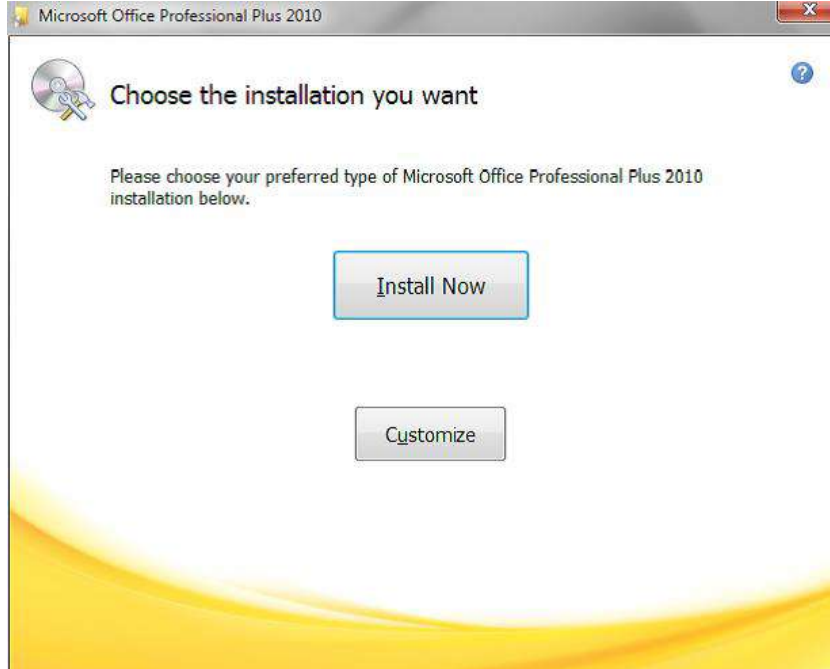 Microsoft Office Professional Plus 2010
Choose the installation you want
Please choose your preferred type of Microsoft Office Professional Plus 2010
installation below.
Install Now
Customize